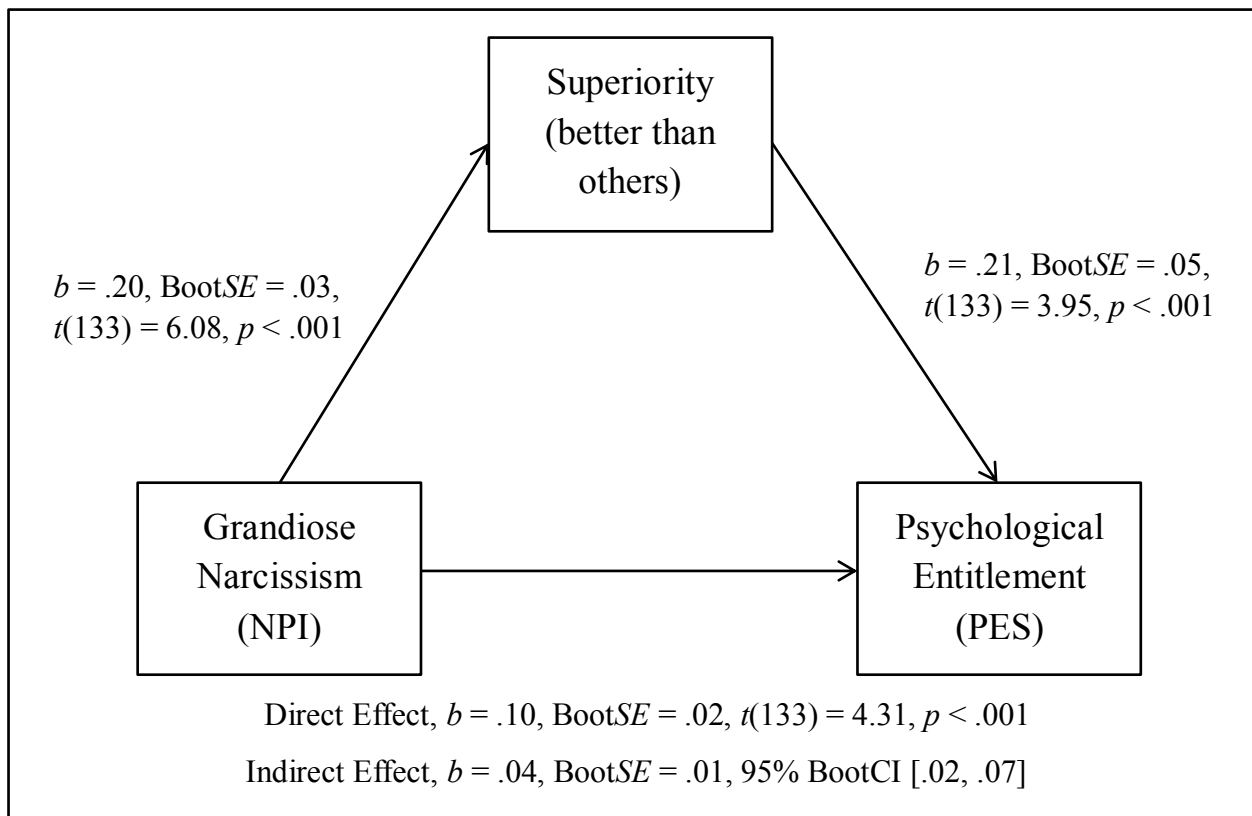 Superiority
(better than
others)
b = .20, BootSE = .03,
t(133) = 6.08, p < .001
b = .21, BootSE = .05,
t(133) = 3.95, p < .001
Grandiose
Narcissism
(NPI)
Psychological
Entitlement
(PES)
Direct Effect, b = .10, BootSE = .02, t(133) = 4.31, p < .001
Indirect Effect, b = .04, BootSE = .01, 95% BootCI [.02, .07]